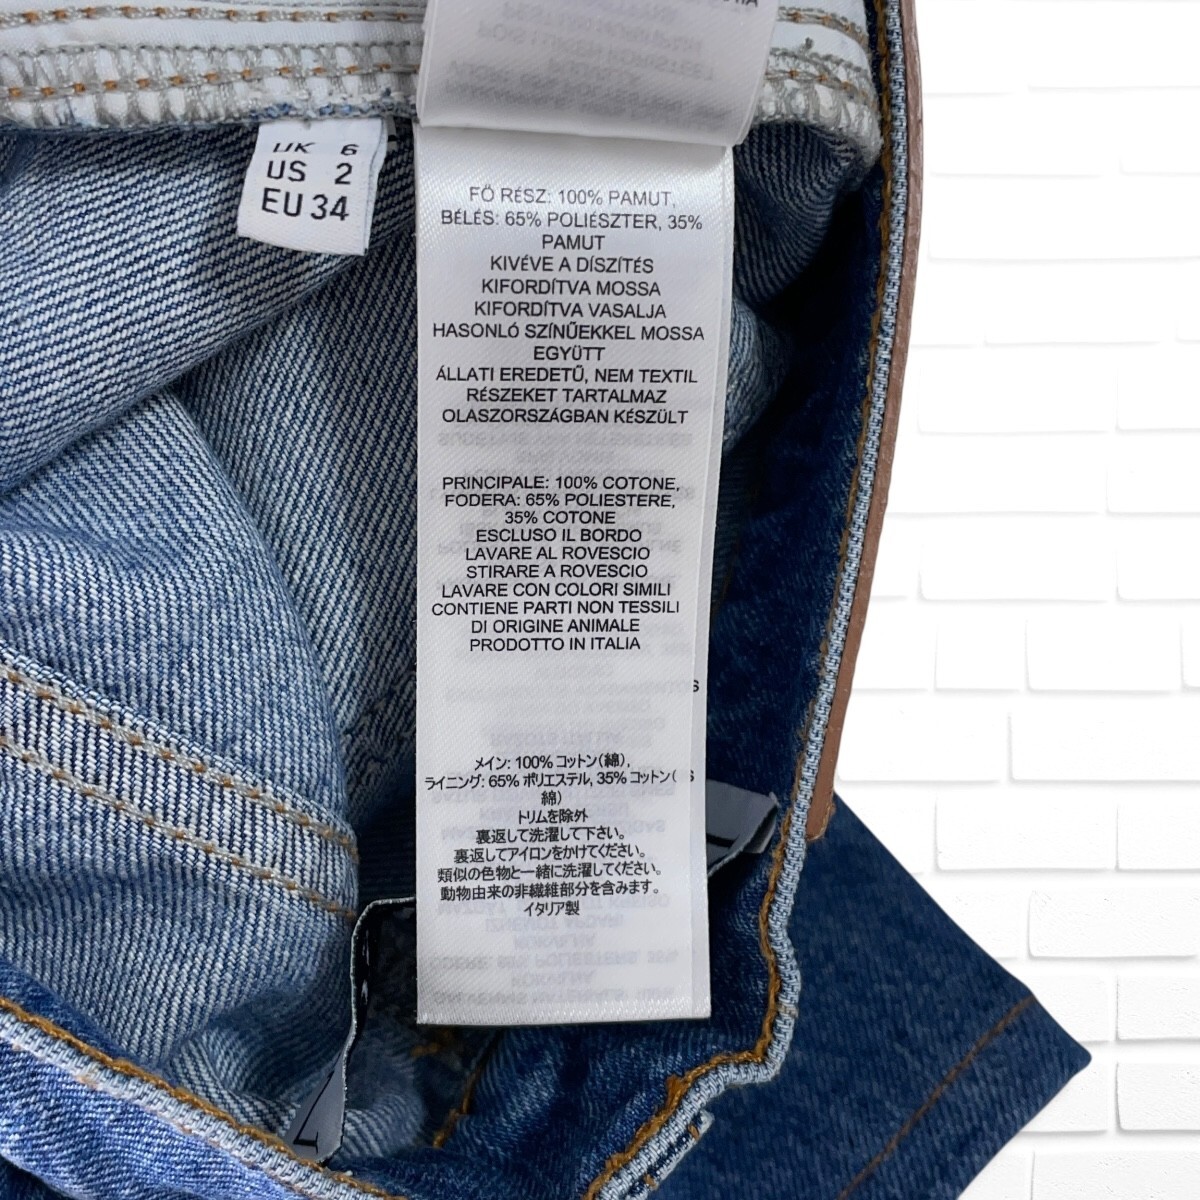 UK 6
US 2
EU 34
FŐ RÉSZ: 100% PAMUT,
BÉLÉS: 65% POLIÉSZTER, 35%
PAMUT
KIVÉVE A DÍSZÍTÉS
KIFORDÍTVA MOSSA
KIFORDÍTVA VASALJA
HASONLÓ SZÍNŰEKKEL MOSSA
EGYÜTT
ÁLLATI EREDETŰ, NEM TEXTIL
RÉSZEKET TARTALMAZ
OLASZORSZÁGBAN KÉSZÜLT
PRINCIPALE: 100% COTONE,
FODERA: 65% POLIESTERE,
35% COTONE
ESCLUSO IL BORDO
LAVARE AL ROVESCIO
STIRARE A ROVESCIO
LAVARE CON COLORI SIMILI
CONTIENE PARTI NON TESSILI
DI ORIGINE ANIMALE
PRODOTTO IN ITALIA
メイン: 100% コットン(綿),
ライニング: 65% ポリエステル, 35% コットン(
綿)
トリムを除外
裏返して洗濯して下さい。
裏返してアイロンをかけてください。
類似の色物と一緒に洗濯してください。
動物由来の非繊維部分を含みます。
イタリア製